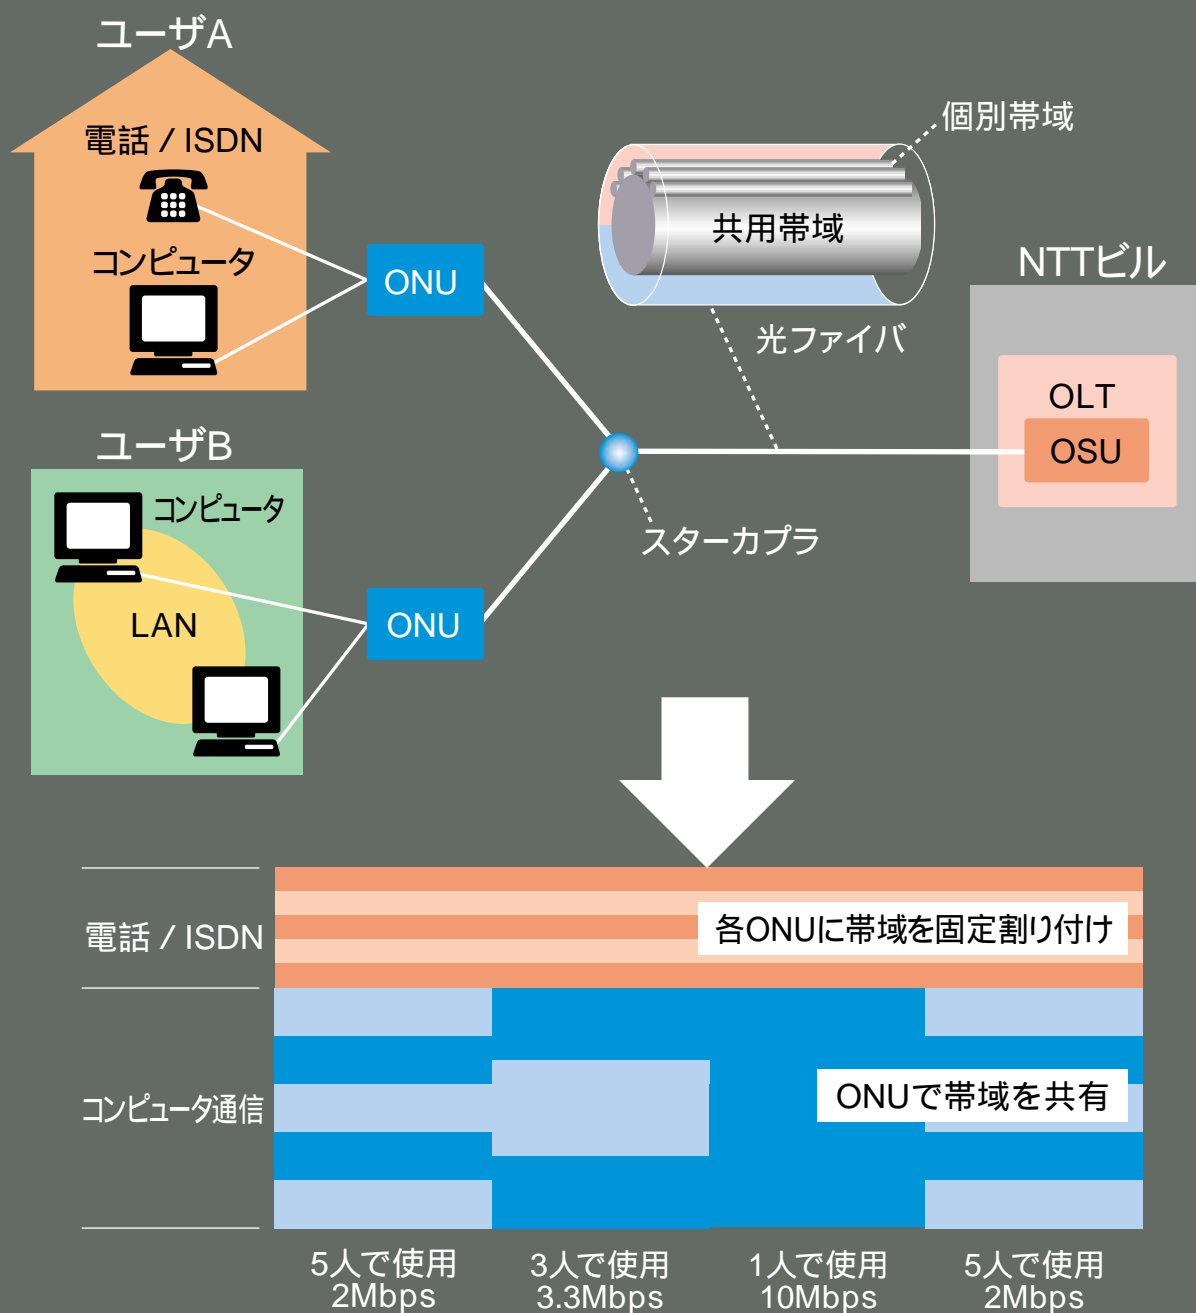 ユーザA
電話 / ISDN
コンピュータ
ONU
個別帯域
共用帯域
光ファイバ
NTTビル
OLT
OSU
ユーザB
コンピュータ
LAN
ONU
スターカプラ
電話 / ISDN
各ONUに帯域を固定割り付け
コンピュータ通信
ONUで帯域を共有
5人で使用
2Mbps
3人で使用
3.3Mbps
1人で使用
10Mbps
5人で使用
2Mbps